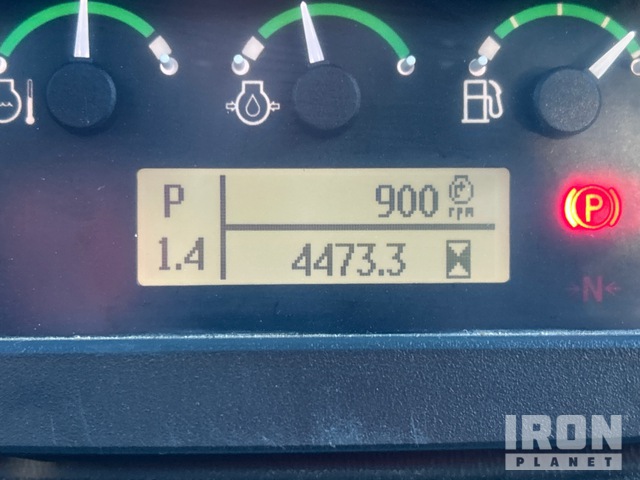 P 900 rpm
1.4 4473.3
P
N
IRON
PLANET